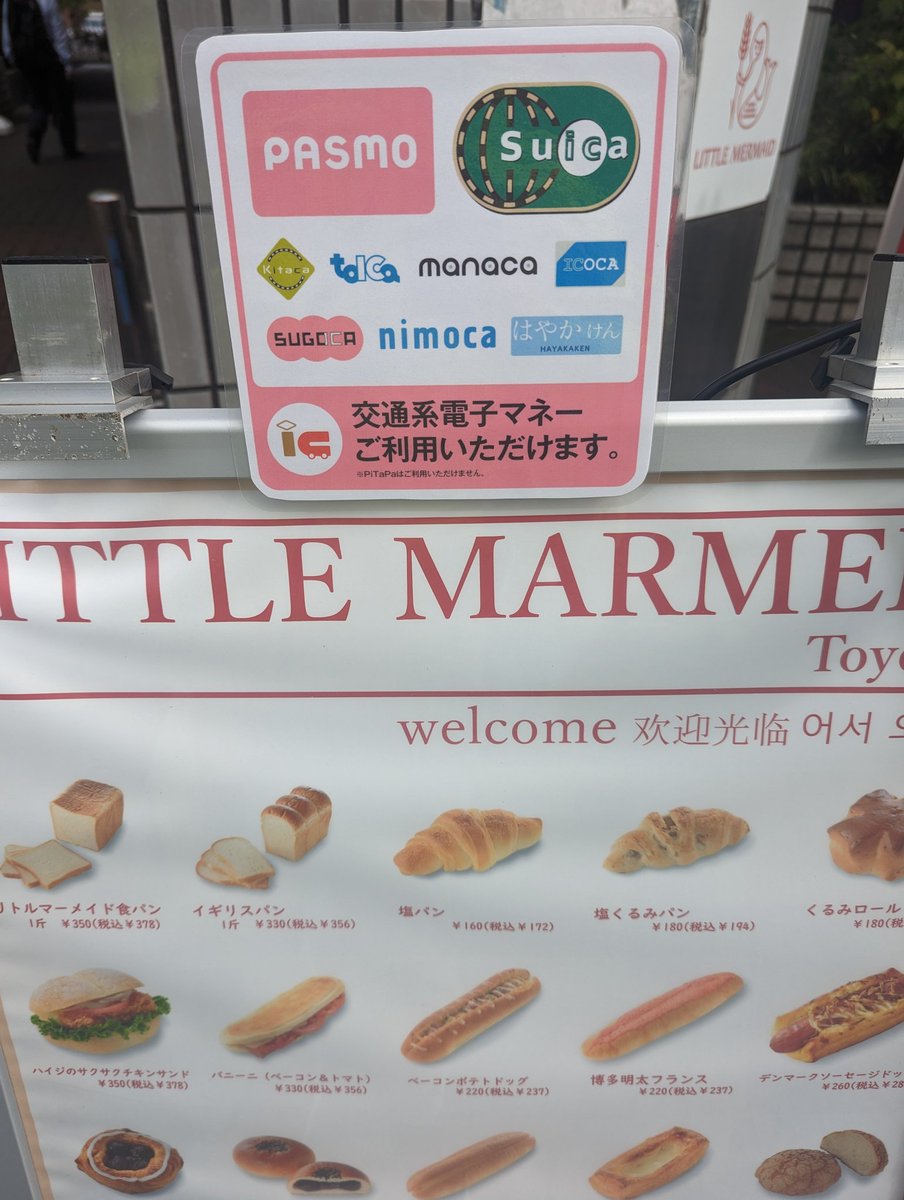 PASMO
Suica
LITTLE MERMAID
Kitaca
TOICa
manaca
ICOCA
SUGOCA
nimoca
はやかけん
HAYAKAKEN
交通系電子マネー
ご利用いただけます。
※PiTaPaはご利用いただけません。
ITTLE MARME
Toy
welcome 欢迎光临 어서
リトルマーメイド食パン
1斤 ¥350(税込¥378)
イギリスパン
1斤 ¥330(税込¥356)
塩パン
¥160(税込¥172)
塩くるみパン
¥180(税込¥194)
くるみロール
¥180(税
ハイジのサクサクチキンサンド
¥350(税込¥378)
パニーニ(ベーコン&トマト)
¥330(税込¥356)
ベーコンポテトドッグ
¥220(税込¥237)
博多明太フランス
¥220(税込¥237)
デンマークソーセージドッ
¥260(税込¥28